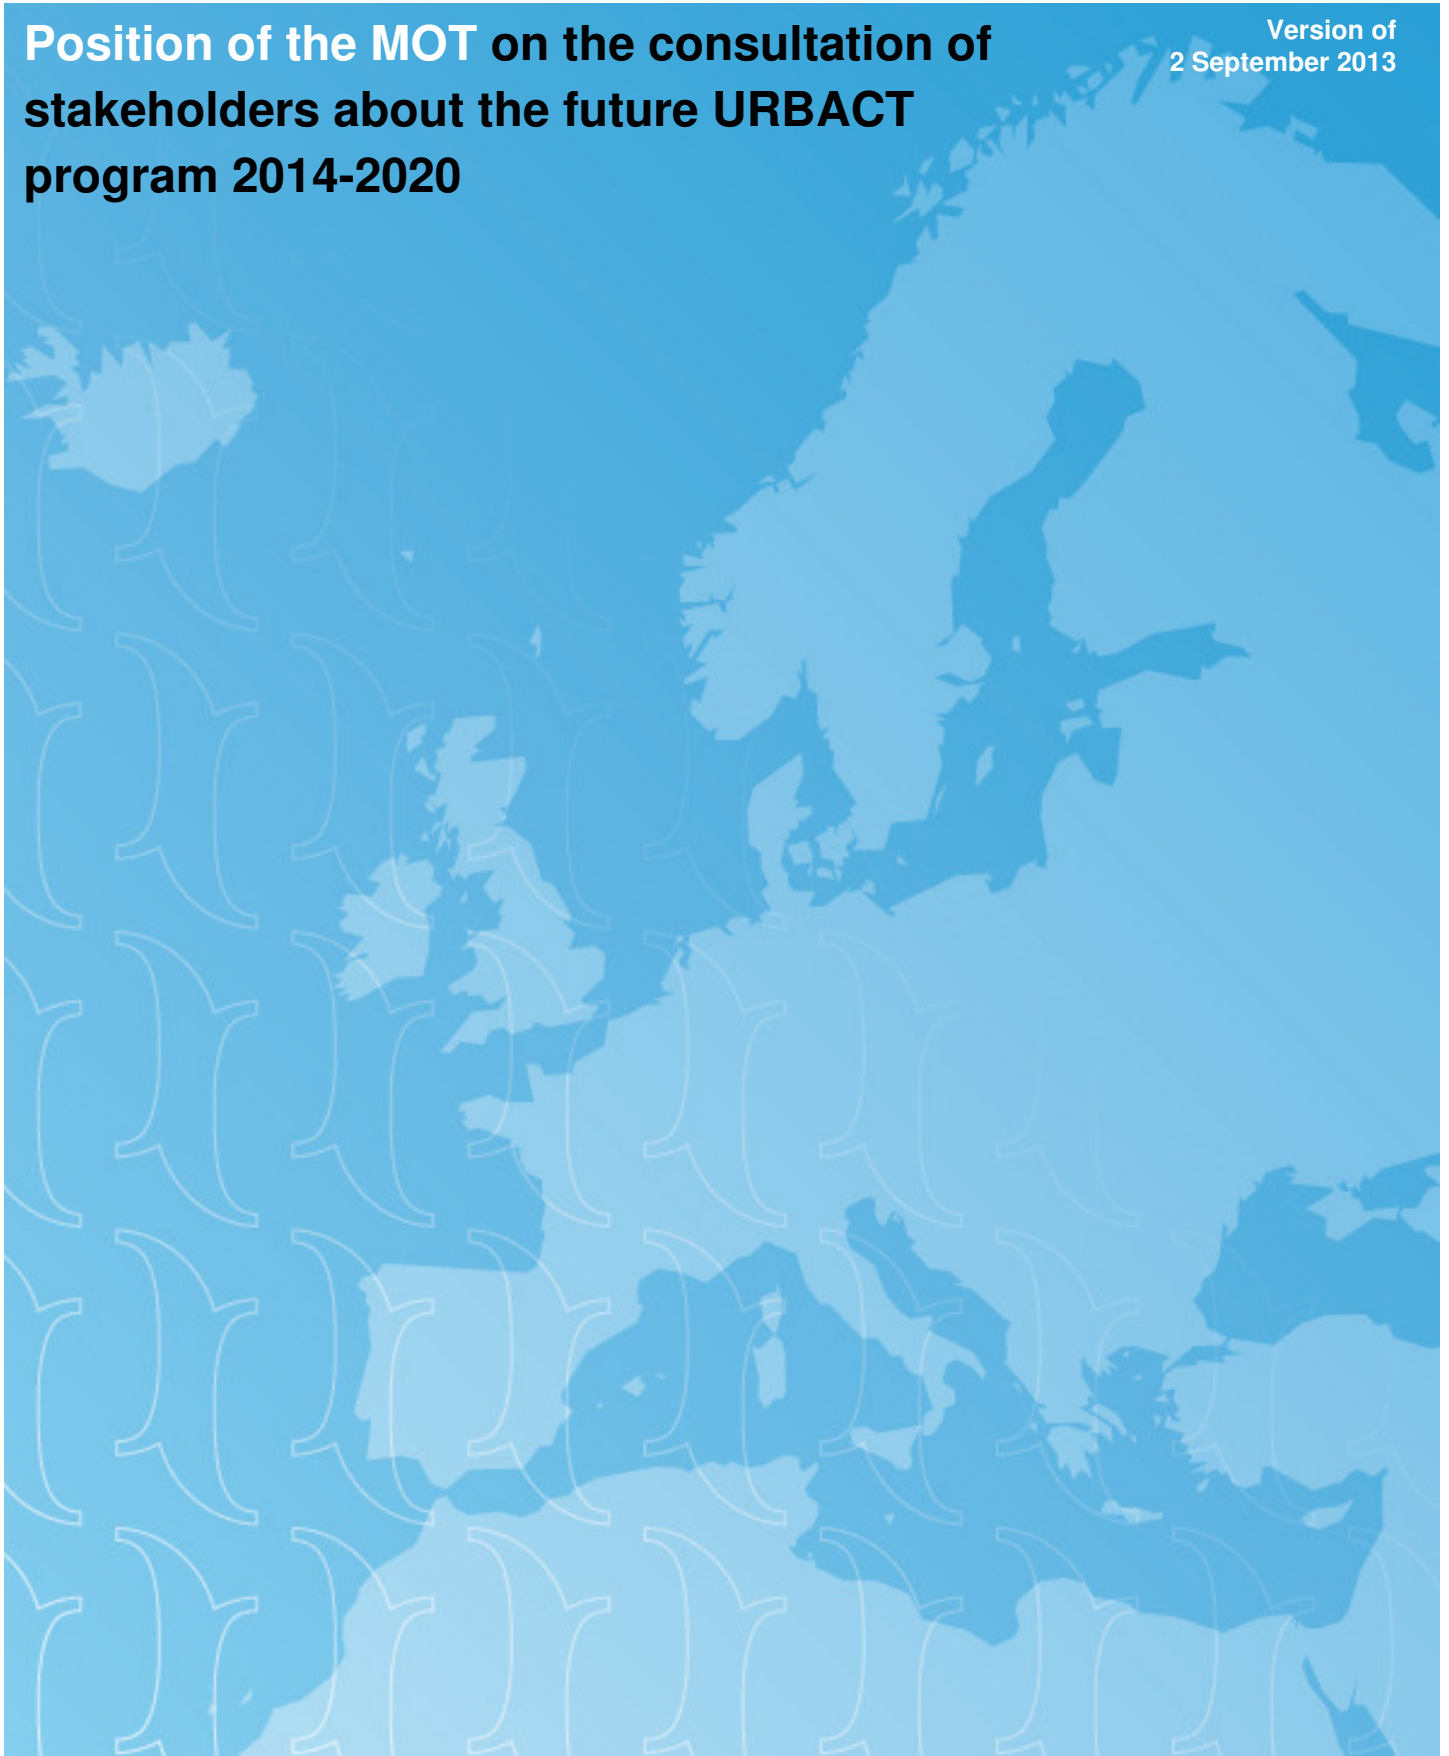 Position of the MOT on the consultation of
stakeholders about the future URBACT
program 2014-2020
Version of
2 September 2013